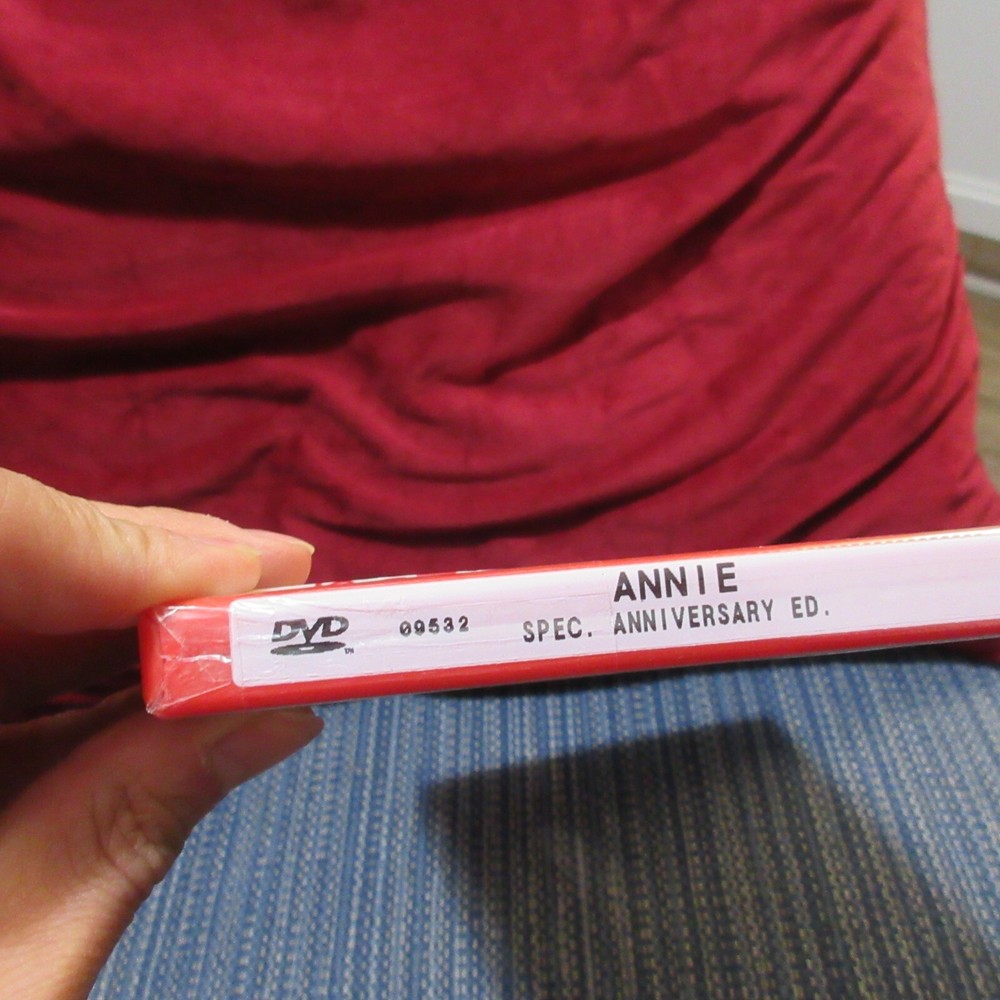 ANNIE
DVD 09532 SPEC. ANNIVERSARY ED.